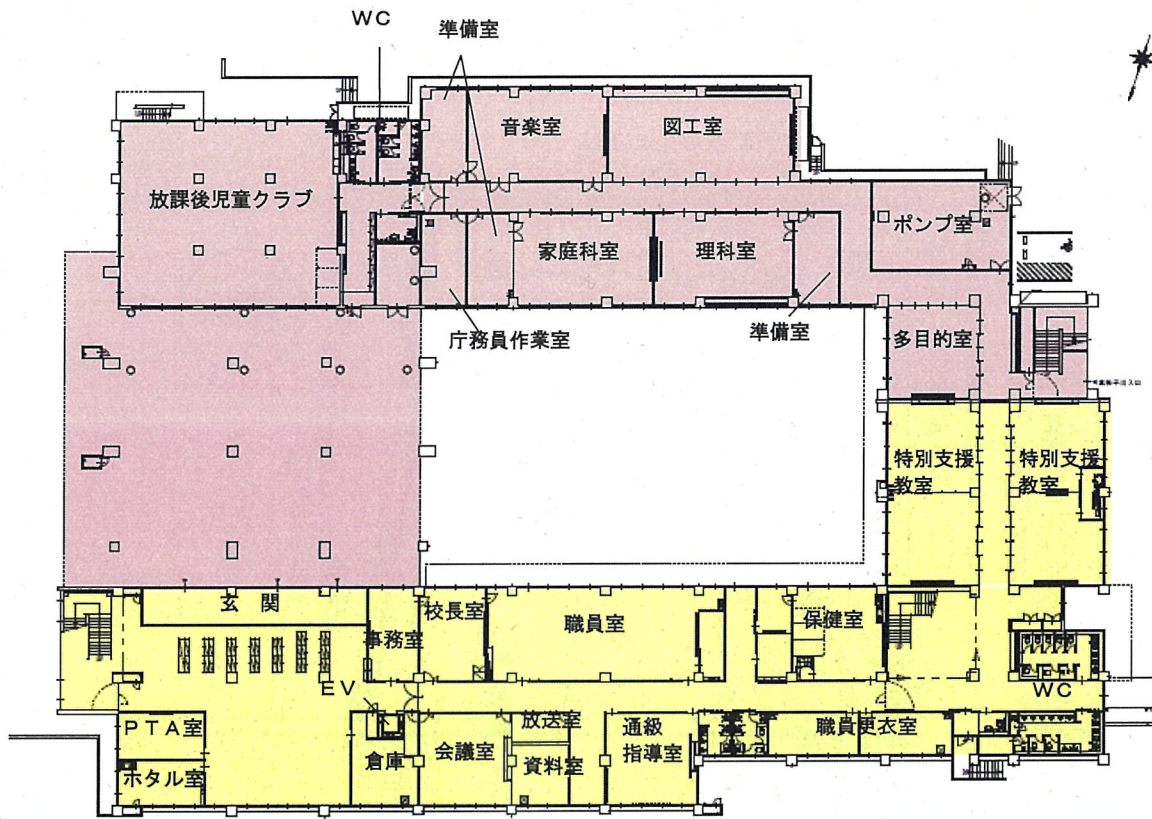 WC
準備室
音楽室
図工室
放課後児童クラブ
ポンプ室
家庭科室
理科室
庁務員作業室
準備室
多目的室
特別支援
教室
特別支援
教室
玄 関
校長室
事務室
職員室
保健室
EV
WC
PTA室
放送室
通級
指導室
職員更衣室
倉庫
会議室
資料室
ホタル室